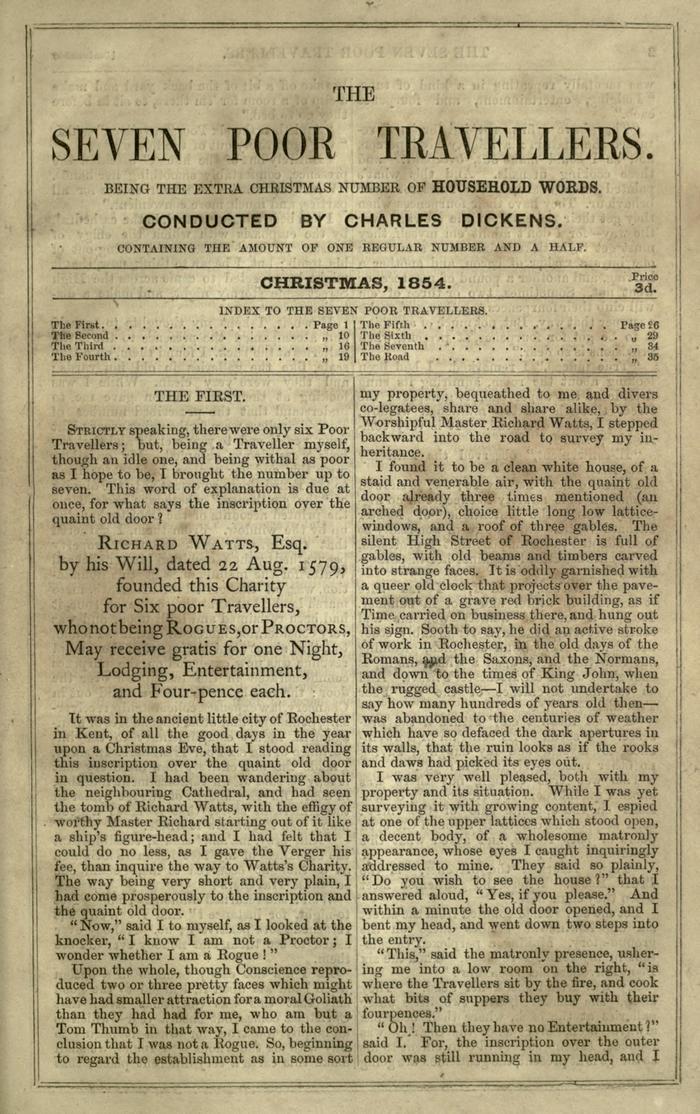 THE
SEVEN POOR TRAVELLERS.
BEING THE EXTRA CHRISTMAS NUMBER OF HOUSEHOLD WORDS.
CONDUCTED BY CHARLES DICKENS.
CONTAINING THE AMOUNT OF ONE REGULAR NUMBER AND A HALF.
CHRISTMAS, 1854.
Price
3d.
INDEX TO THE SEVEN POOR TRAVELLERS.
The First. . . . . . . . . . . . . . . . Page 1
The Second . . . . . . . . . . . . . . . „ 10
The Third . . . . . . . . . . . . . . . „ 16
The Fourth . . . . . . . . . . . . . . . „ 19
The Fifth . . . . . . . . . . . . . . . Page 26
The Sixth . . . . . . . . . . . . . . . „ 29
The Seventh . . . . . . . . . . . . . . „ 34
The Road . . . . . . . . . . . . . . . „ 35
THE FIRST.
STRICTLY speaking, there were only six Poor
Travellers; but, being a Traveller myself,
though an idle one, and being withal as poor
as I hope to be, I brought the number up to
seven. This word of explanation is due at
once, for what says the inscription over the
quaint old door?
RICHARD WATTS, Esq.
by his Will, dated 22 Aug. 1579,
founded this Charity
for Six poor Travellers,
who not being ROGUES, or PROCTORS,
May receive gratis for one Night,
Lodging, Entertainment,
and Four-pence each.
It was in the ancient little city of Rochester
in Kent, of all the good days in the year
upon a Christmas Eve, that I stood reading
this inscription over the quaint old door
in question. I had been wandering about
the neighbouring Cathedral, and had seen
the tomb of Richard Watts, with the effigy of
worthy Master Richard starting out of it like
a ship's figure-head; and I had felt that I
could do no less, as I gave the Verger his
fee, than inquire the way to Watts's Charity.
The way being very short and very plain, I
had come prosperously to the inscription and
the quaint old door.
"Now," said I to myself, as I looked at the
knocker, "I know I am not a Proctor; I
wonder whether I am a Rogue!"
Upon the whole, though Conscience repro-
duced two or three pretty faces which might
have had smaller attraction for a moral Goliath
than they had had for me, who am but a
Tom Thumb in that way, I came to the con-
clusion that I was not a Rogue. So, beginning
to regard the establishment as in some sort
my property, bequeathed to me and divers
co-legatees, share and share alike, by the
Worshipful Master Richard Watts, I stepped
backward into the road to survey my in-
heritance.
I found it to be a clean white house, of a
staid and venerable air, with the quaint old
door already three times mentioned (an
arched door), choice little long low lattice-
windows, and a roof of three gables. The
silent High Street of Rochester is full of
gables, with old beams and timbers carved
into strange faces. It is oddly garnished with
a queer old clock that projects over the pave-
ment out of a grave red brick building, as if
Time carried on business there, and hung out
his sign. Sooth to say, he did an active stroke
of work in Rochester, in the old days of the
Romans, and the Saxons, and the Normans,
and down to the times of King John, when
the rugged castle—I will not undertake to
say how many hundreds of years old then—
was abandoned to the centuries of weather
which have so defaced the dark apertures in
its walls, that the ruin looks as if the rooks
and daws had picked its eyes out.
I was very well pleased, both with my
property and its situation. While I was yet
surveying it with growing content, I espied
at one of the upper lattices which stood open,
a decent body, of a wholesome matronly
appearance, whose eyes I caught inquiringly
addressed to mine. They said so plainly,
"Do you wish to see the house?" that I
answered aloud, "Yes, if you please." And
within a minute the old door opened, and I
bent my head, and went down two steps into
the entry.
"This," said the matronly presence, usher-
ing me into a low room on the right, "is
where the Travellers sit by the fire, and cook
what bits of suppers they buy with their
fourpences."
"Oh! Then they have no Entertainment?"
said I. For, the inscription over the outer
door was still running in my head, and I